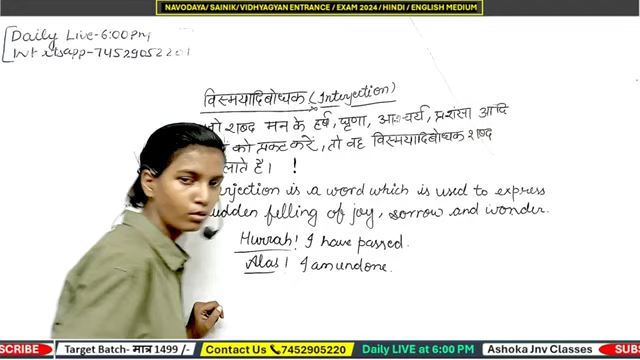 NAVODAYA/ SAINIK/ VIDHYAGYAN ENTRANCE / EXAM 2024 / HINDI / ENGLISH MEDIUM
Daily Live-6:00PM
विस्मयादिबोधक (Interjection)
शब्द मन के हर्ष, घृणा, आश्चर्य, प्रशंसा आदि
को प्रकट करें, तो वह विस्मयादिबोधक शब्द
लाते हैं। !
jection is a word which is used to express
udden felling of joy, sorrow and wonder.
Hurrah! I have passed.
Alas! I am undone.
SCRIBE Target Batch- मात्र 1499 /- Contact Us 7452905220 Daily LIVE at 6:00 PM Ashoka Jnv Classes SUB